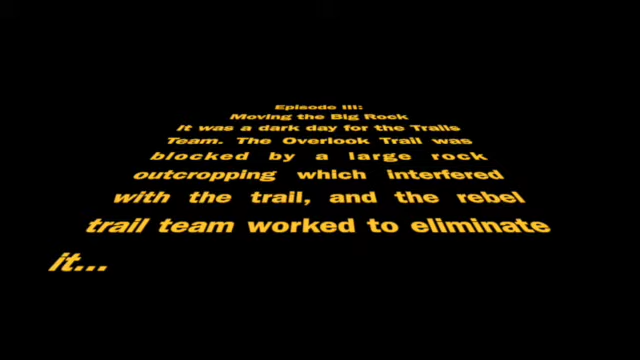 Episode III:
Moving the Big Rock
It was a dark day for the Trails
Team. The Overlook Trail was
blocked by a large rock
outcropping which interfered
with the trail, and the rebel
trail team worked to eliminate
it...